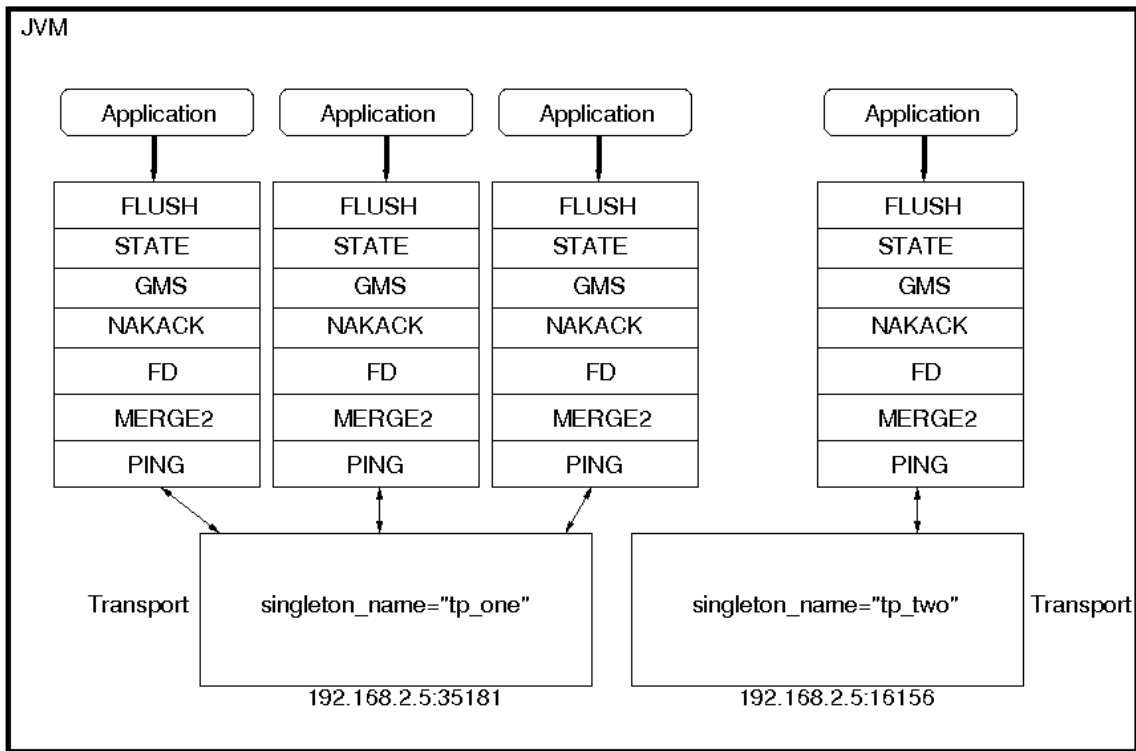 JVM
Application Application Application Application
FLUSH FLUSH FLUSH FLUSH
STATE STATE STATE STATE
GMS GMS GMS GMS
NAKACK NAKACK NAKACK NAKACK
FD FD FD FD
MERGE2 MERGE2 MERGE2 MERGE2
PING PING PING PING
Transport singleton_name="tp_one" singleton_name="tp_two" Transport
192.168.2.5:35181 192.168.2.5:16156